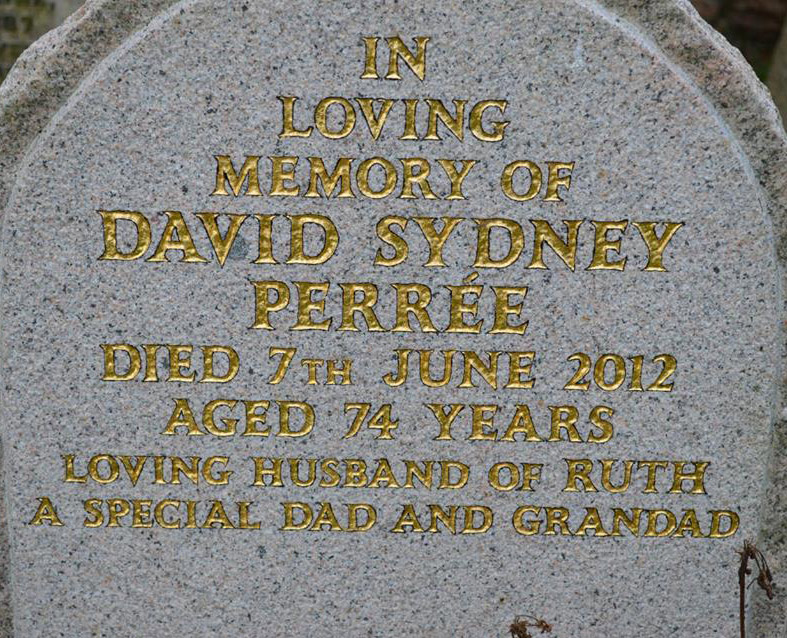 IN
LOVING
MEMORY OF
DAVID SYDNEY
PERRÉE
DIED 7TH JUNE 2012
AGED 74 YEARS
LOVING HUSBAND OF RUTH
A SPECIAL DAD AND GRANDAD